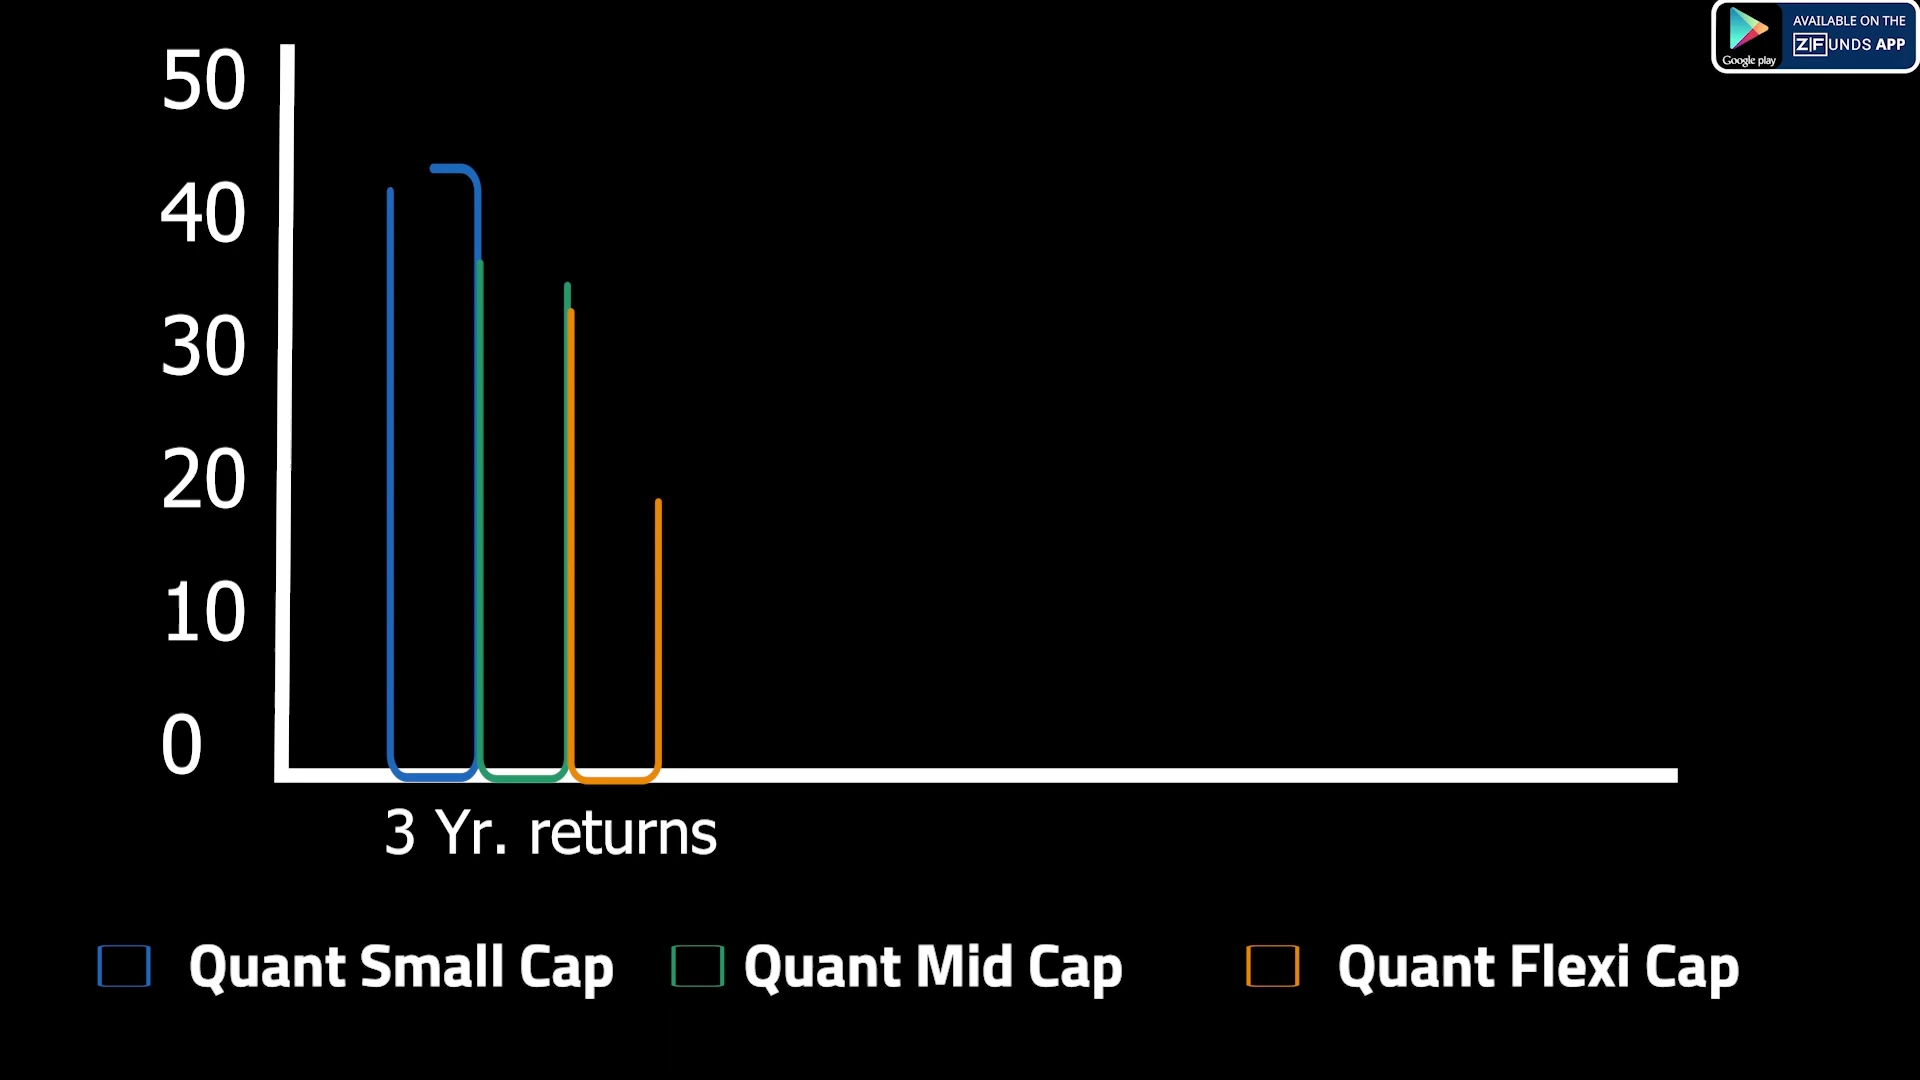 AVAILABLE ON THE
ZFUNDS APP
Google play
50
40
30
20
10
0
3 Yr. returns
Quant Small Cap
Quant Mid Cap
Quant Flexi Cap